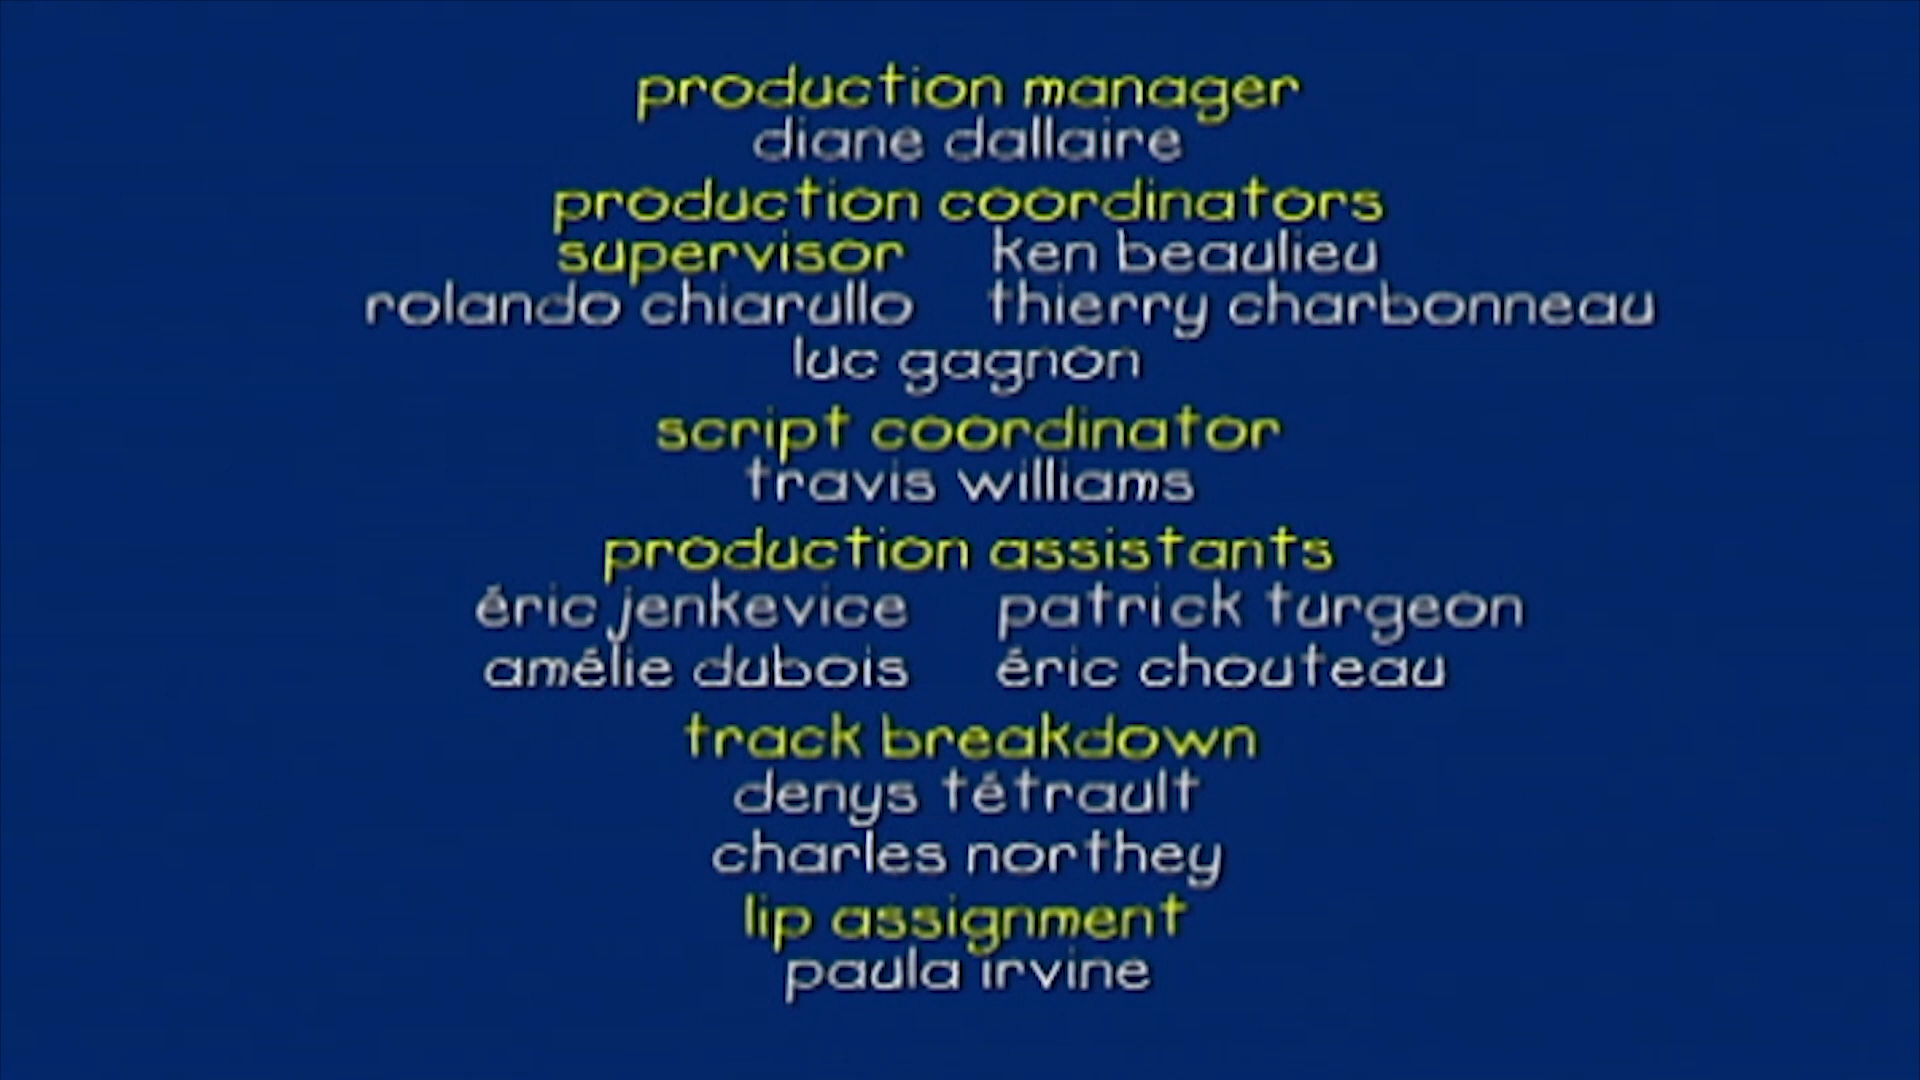 production manager
diane dallaire
production coordinators
supervisor ken beaulieu
rolando chiarullo thierry charbonneau
luc gagnon
script coordinator
travis williams
production assistants
éric jenkevice patrick turgeon
amélie dubois éric chouteau
track breakdown
denys tétrault
charles northey
lip assignment
paula irvine